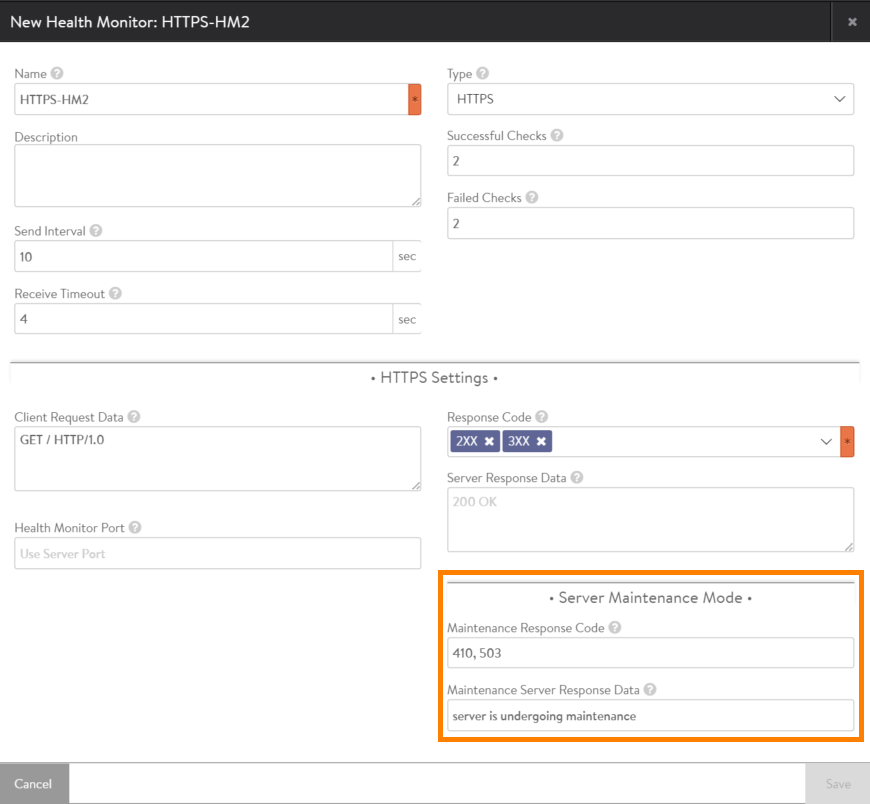 New Health Monitor: HTTPS-HM2
Name
HTTPS-HM2
*
Type
HTTPS
Description
Successful Checks
2
Failed Checks
2
Send Interval
10
sec
Receive Timeout
4
sec
• HTTPS Settings •
Client Request Data
GET / HTTP/1.0
Response Code
2XX
3XX
*
Server Response Data
200 OK
Health Monitor Port
Use Server Port
• Server Maintenance Mode •
Maintenance Response Code
410, 503
Maintenance Server Response Data
server is undergoing maintenance
Cancel
Save